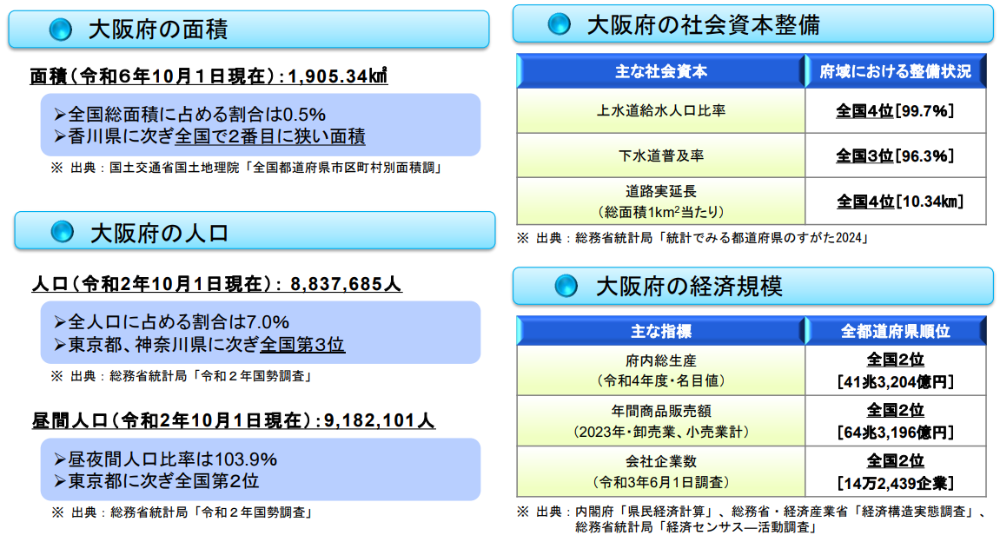 大阪府の面積
面積（令和６年10月１日現在）：1,905.34㎢
➢全国総面積に占める割合は0.5%
➢香川県に次ぎ全国で２番目に狭い面積
※ 出典：国土交通省国土地理院「全国都道府県市区町村別面積調」
大阪府の人口
人口（令和2年10月1日現在）： 8,837,685人
➢全人口に占める割合は7.0%
➢東京都、神奈川県に次ぎ全国第３位
※ 出典：総務省統計局「令和２年国勢調査」
昼間人口（令和2年10月1日現在）：9,182,101人
➢昼夜間人口比率は103.9%
➢東京都に次ぎ全国第２位
※ 出典：総務省統計局「令和２年国勢調査」
大阪府の社会資本整備
主な社会資本 府域における整備状況
上水道給水人口比率 全国４位[99.7%]
下水道普及率 全国３位[96.3%]
道路実延長
（総面積1km²当たり） 全国４位[10.34㎞]
※ 出典：総務省統計局「統計でみる都道府県のすがた2024」
大阪府の経済規模
主な指標 全都道府県順位
府内総生産 全国２位
（令和4年度・名目値） [41兆3,204億円]
年間商品販売額 全国２位
（2023年・卸売業、小売業計） [64兆3,196億円]
会社企業数 全国２位
（令和3年6月1日調査） [14万2,439企業]
※ 出典：内閣府「県民経済計算」、総務省・経済産業省「経済構造実態調査」、
総務省統計局「経済センサス―活動調査」